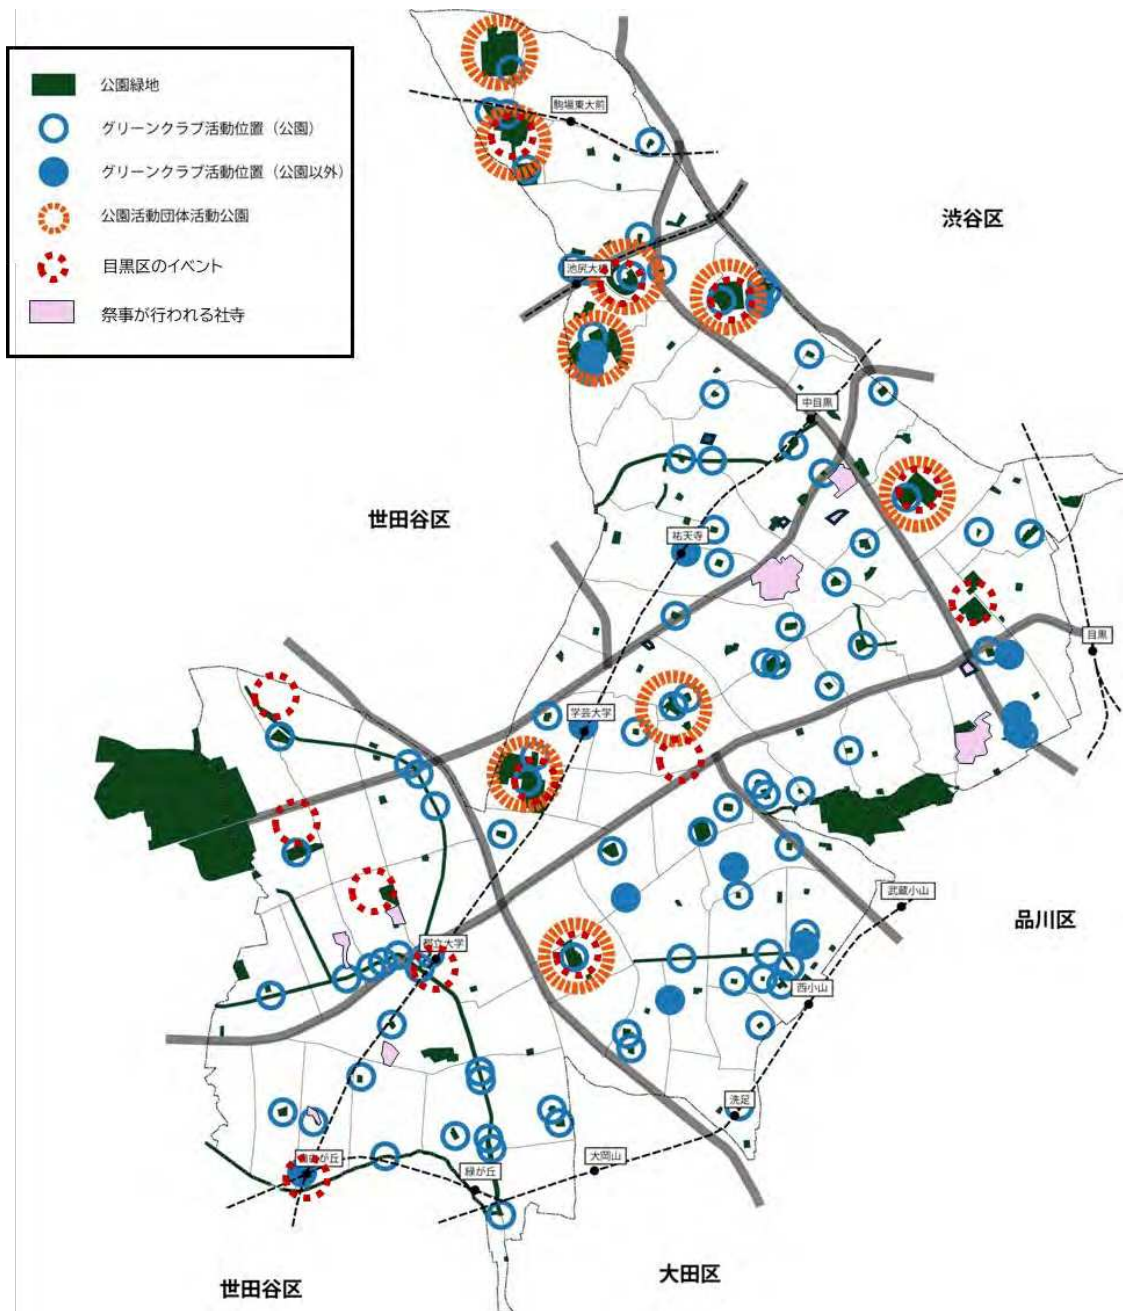 公園緑地
グリーンクラブ活動位置（公園）
グリーンクラブ活動位置（公園以外）
公園活動団体活動公園
目黒区のイベント
祭事が行われる社寺
駒場東大前
渋谷区
池尻大橋
中目黒
世田谷区
祐天寺
目黒
学芸大学
武蔵小山
品川区
都立大学
西小山
洗足
自由が丘
緑が丘
大岡山
大田区
世田谷区